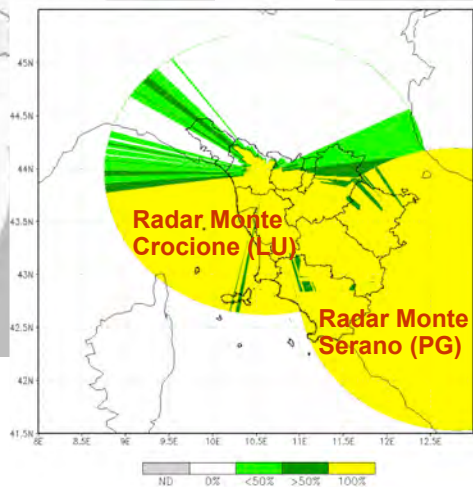 45N
44.5N
44N
43.5N
43N
42.5N
42N
41.5N
Radar Monte
Crocione (LU)
Radar Monte
Serano (PG)
8E 8.5E 9E 9.5E 10E 10.5E 11E 11.5E 12E 12.5E
ND 0% <50% >50% 100%